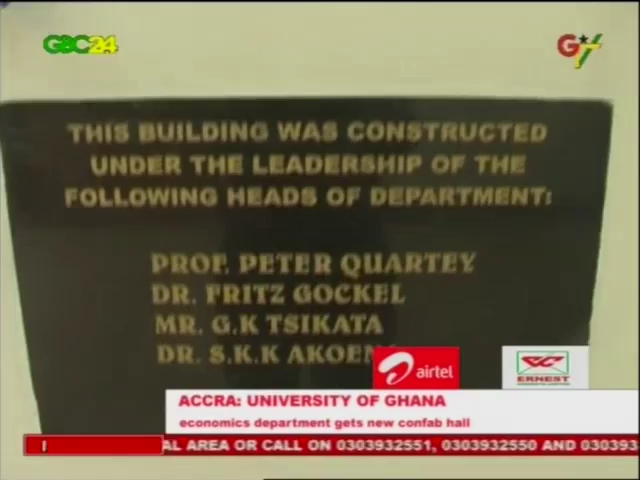 GBC24
THIS BUILDING WAS CONSTRUCTED
UNDER THE LEADERSHIP OF THE
FOLLOWING HEADS OF DEPARTMENT:
PROF. PETER QUARTEY
DR. FRITZ GOCKEL
MR. G.K TSIKATA
DR. S.K.K
airtel
ERNEST
ACCRA: UNIVERSITY OF GHANA
economics department gets new confab hall
AL AREA OR CALL ON 0303932551, 0303932550 AND 030393